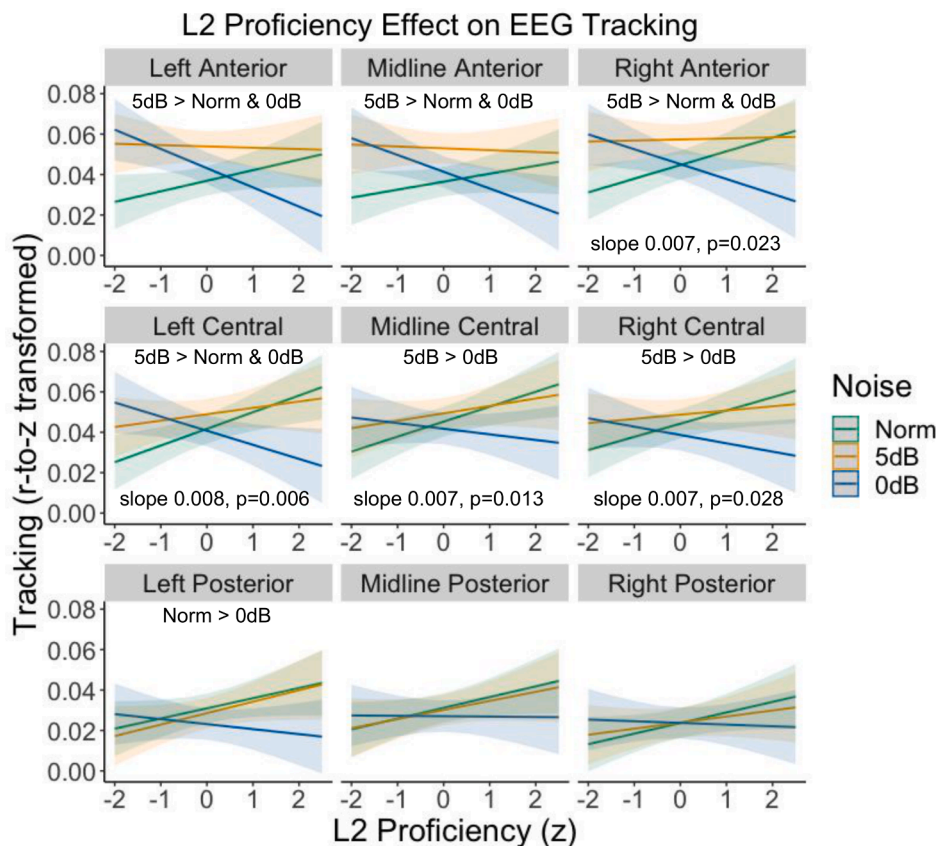 L2 Proficiency Effect on EEG Tracking
Left Anterior
Midline Anterior
Right Anterior
5dB > Norm & 0dB
5dB > Norm & 0dB
5dB > Norm & 0dB
0.08
0.06
0.04
0.02
0.00
slope 0.007, p=0.023
-2 -1 0 1 2
-2 -1 0 1 2
-2 -1 0 1 2
Left Central
Midline Central
Right Central
5dB > Norm & 0dB
5dB > 0dB
5dB > 0dB
0.08
0.06
0.04
0.02
0.00
slope 0.008, p=0.006
slope 0.007, p=0.013
slope 0.007, p=0.028
-2 -1 0 1 2
-2 -1 0 1 2
-2 -1 0 1 2
Left Posterior
Midline Posterior
Right Posterior
Norm > 0dB
0.08
0.06
0.04
0.02
0.00
-2 -1 0 1 2
-2 -1 0 1 2
-2 -1 0 1 2
Tracking (r-to-z transformed)
L2 Proficiency (z)
Noise
Norm
5dB
0dB